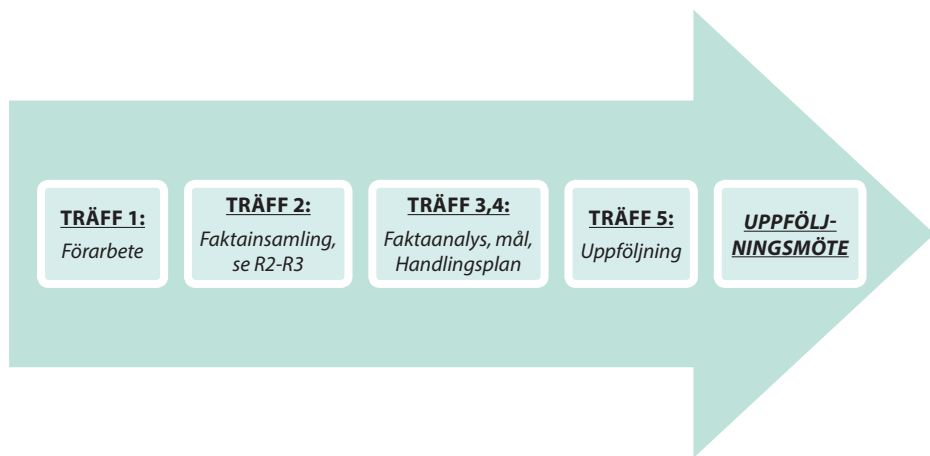 TRÄFF 1:
Förarbete
TRÄFF 2:
Faktainsamling,
se R2-R3
TRÄFF 3,4:
Faktaanalys, mål,
Handlingsplan
TRÄFF 5:
Uppföljning
UPPFÖLJ-
NINGSMÖTE